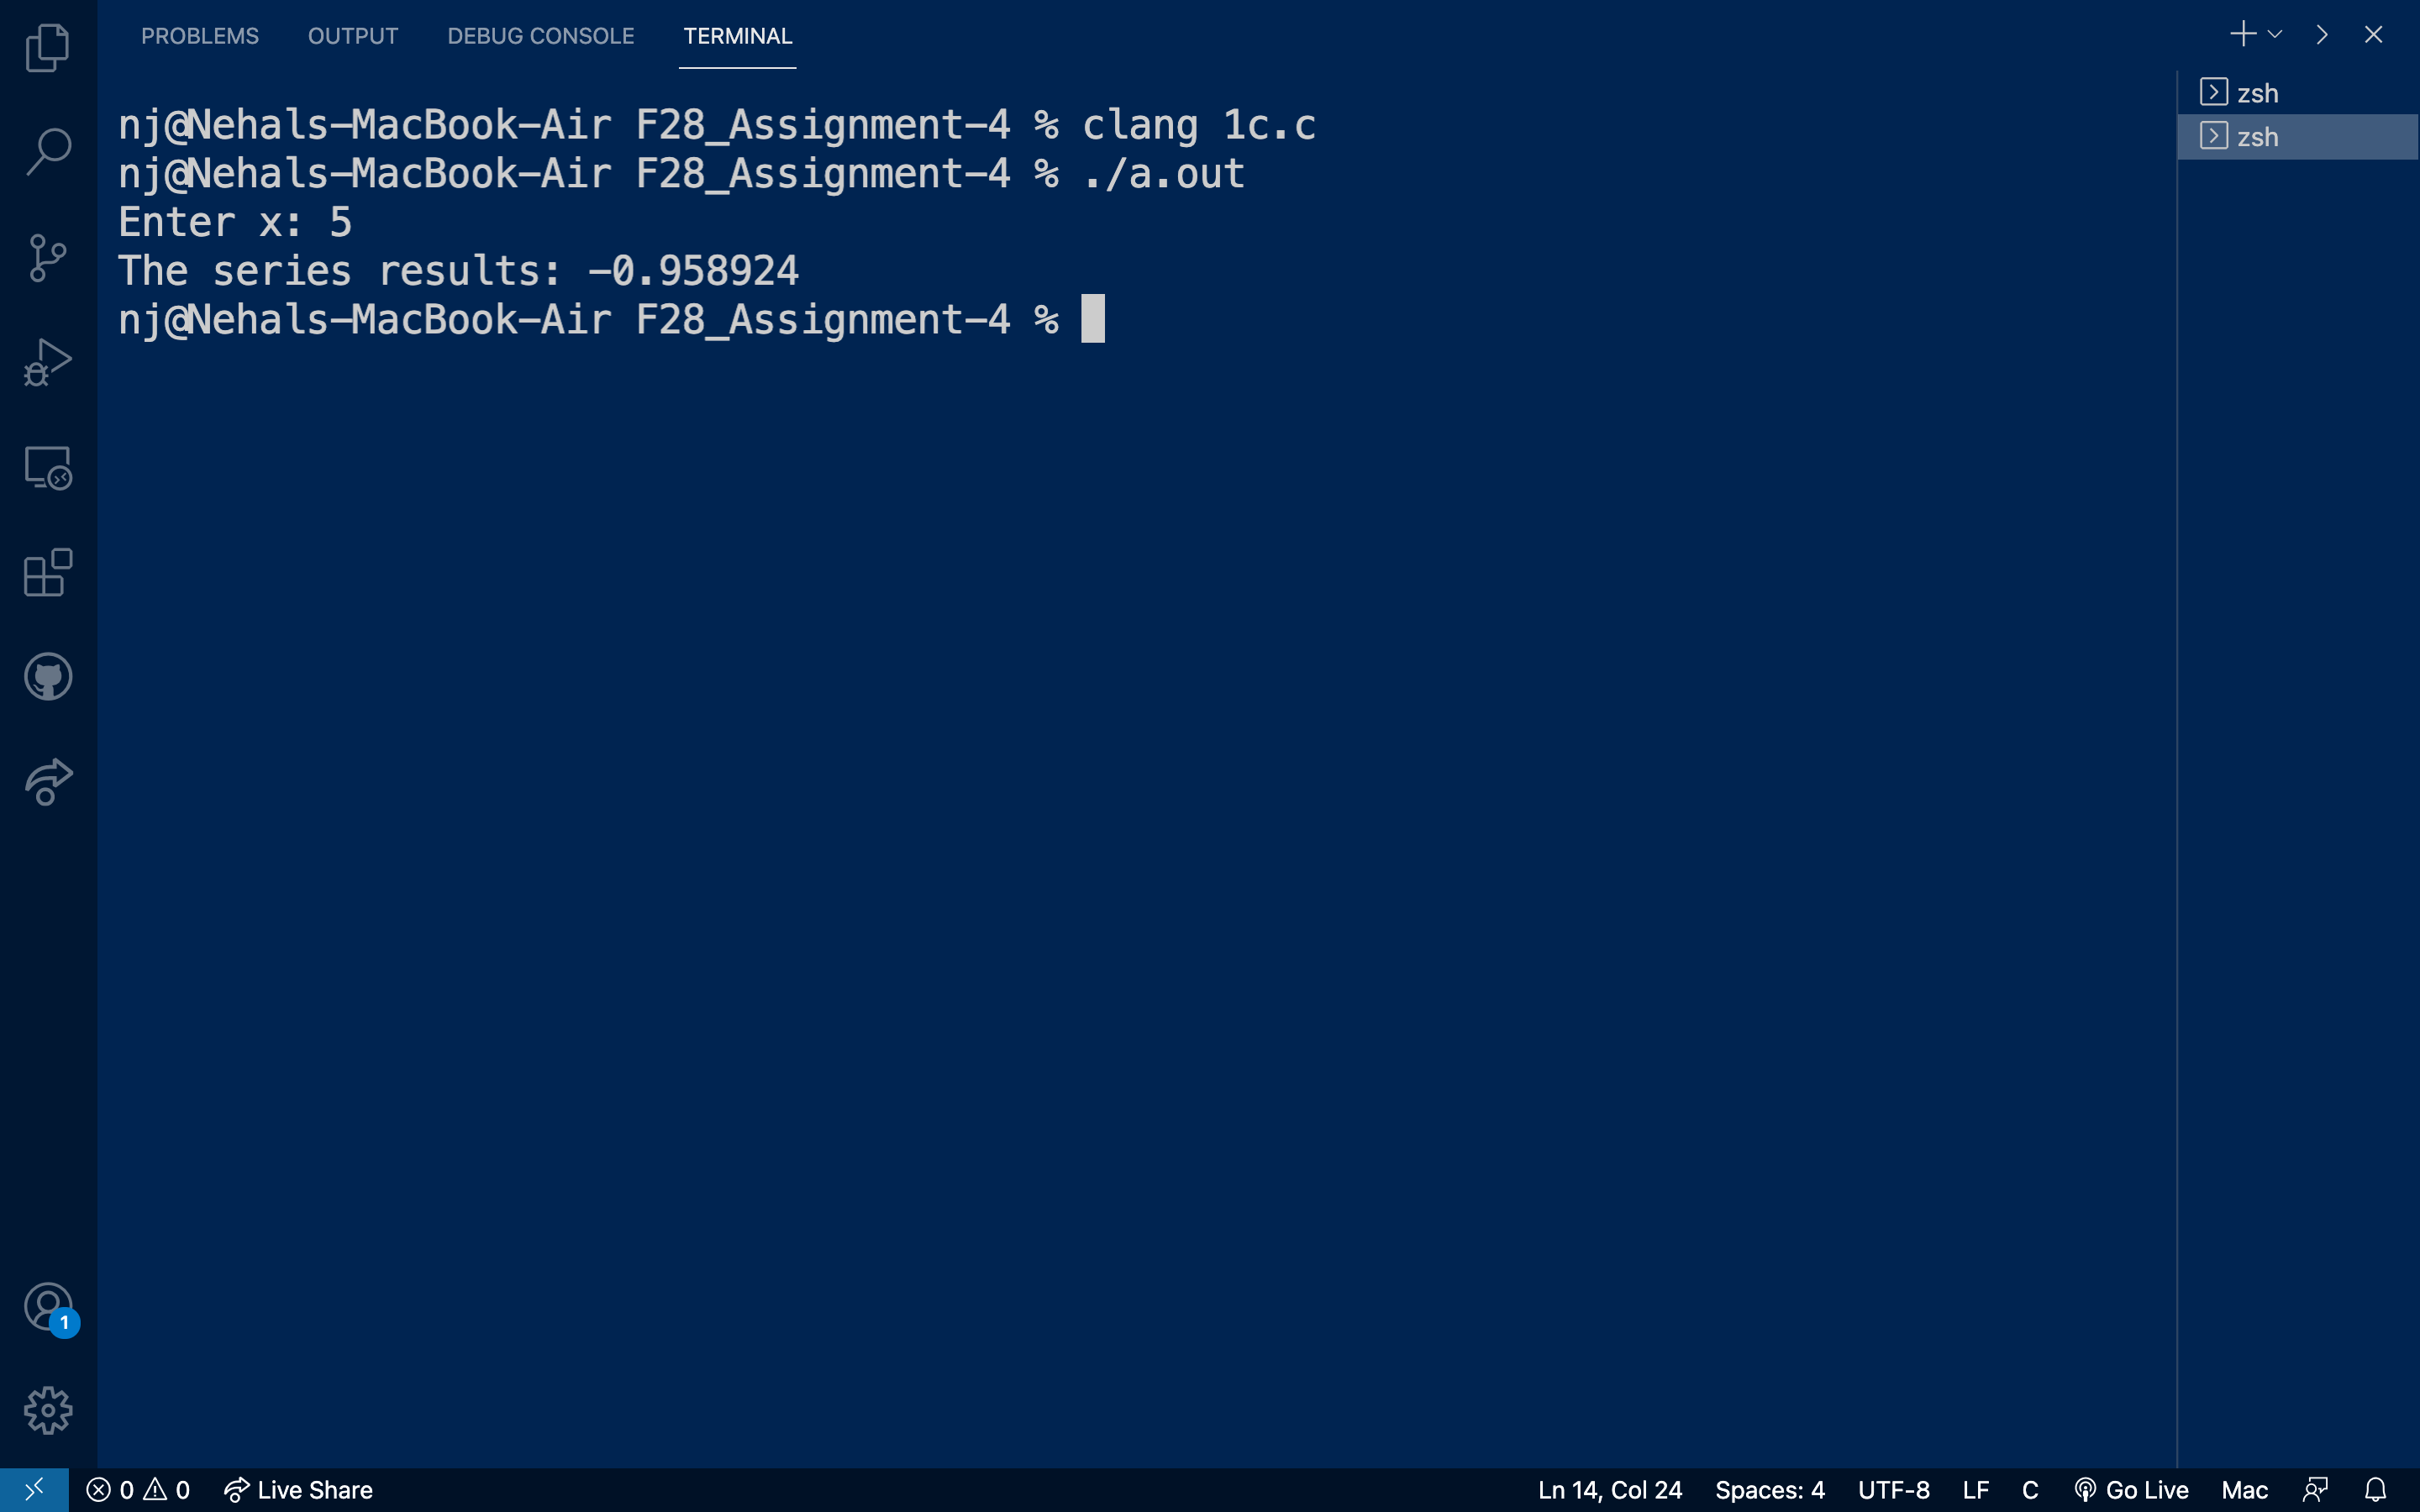 PROBLEMS OUTPUT DEBUG CONSOLE TERMINAL
zsh
zsh
nj@Nehals-MacBook-Air F28_Assignment-4 % clang 1c.c
nj@Nehals-MacBook-Air F28_Assignment-4 % ./a.out
Enter x: 5
The series results: -0.958924
nj@Nehals-MacBook-Air F28_Assignment-4 %
1
0 0 Live Share Ln 14, Col 24 Spaces: 4 UTF-8 LF C Go Live Mac